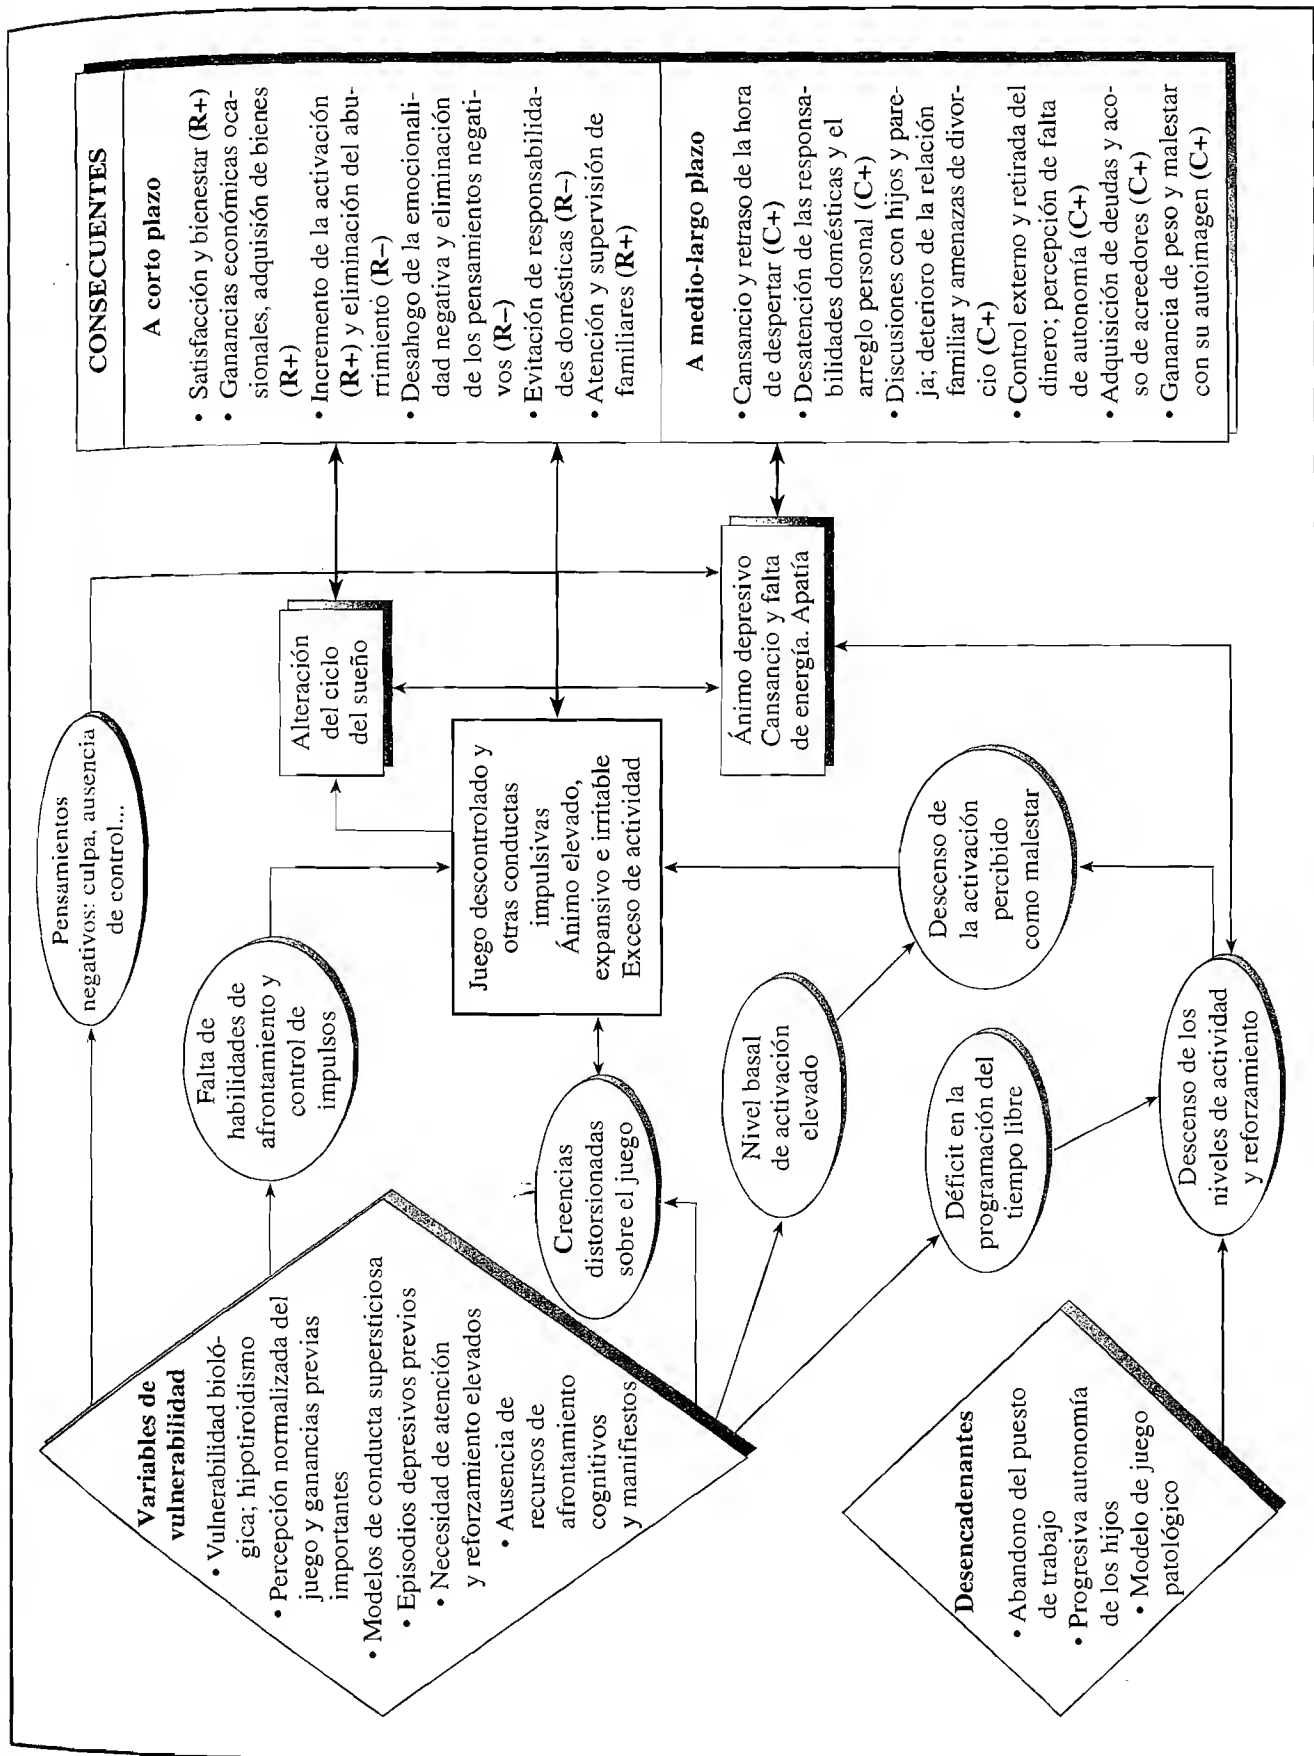 Variables de
vulnerabilidad
• Vulnerabilidad bioló-
gica; hipotiroidismo
• Percepción normalizada del
juego y ganancias previas
importantes
• Modelos de conducta supersticiosa
• Episodios depresivos previos
• Necesidad de atención
y reforzamiento elevados
• Ausencia de
recursos de
afrontamiento
cognitivos
y manifiestos
Desencadenantes
• Abandono del puesto
de trabajo
• Progresiva autonomía
de los hijos
• Modelo de juego
patológico
Pensamientos
negativos: culpa, ausencia
de control...
Falta de
habilidades de
afrontamiento y
control de
impulsos
Creencias
distorsionadas
sobre el juego
Nivel basal
de activación
elevado
Déficit en la
programación del
tiempo libre
Descenso de los
niveles de actividad
y reforzamiento
Descenso de
la activación
percibido
como malestar
Juego descontrolado y
otras conductas
impulsivas
Ánimo elevado,
expansivo e irritable
Exceso de actividad
Alteración
del ciclo
del sueño
Ánimo depresivo
Cansancio y falta
de energía. Apatía
CONSECUENTES
A corto plazo
• Satisfacción y bienestar (R+)
• Ganancias económicas oca-
sionales, adquisión de bienes
(R+)
• Incremento de la activación
(R+) y eliminación del abu-
rrimientó (R–)
• Desahogo de la emocionali-
dad negativa y eliminación
de los pensamientos negati-
vos (R–)
• Evitación de responsabilida-
des domésticas (R–)
• Atención y supervisión de
familiares (R+)
A medio-largo plazo
• Cansancio y retraso de la hora
de despertar (C+)
• Desatención de las responsa-
bilidades domésticas y el
arreglo personal (C+)
• Discusiones con hijos y pare-
ja; deterioro de la relación
familiar y amenazas de divor-
cio (C+)
• Control externo y retirada del
dinero; percepción de falta
de autonomía (C+)
• Adquisición de deudas y aco-
so de acreedores (C+)
• Ganancia de peso y malestar
con su autoimagen (C+)